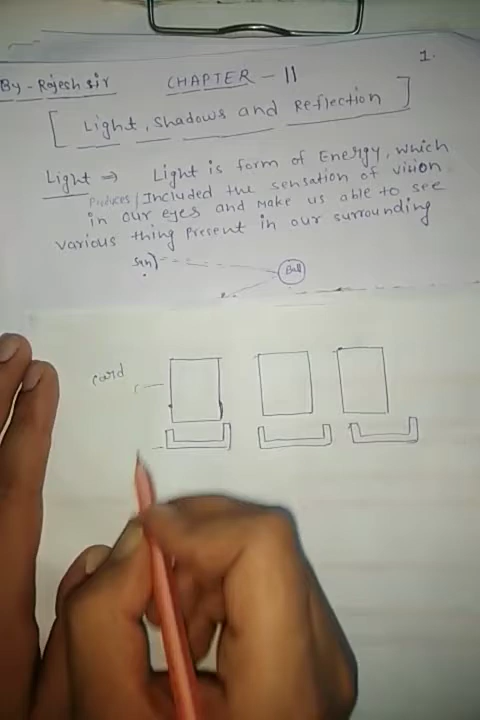 1.
By - Rajesh sir CHAPTER - 11
[ Light, Shadows and Reflection ]
Light ⇒ Light is form of Energy, which
Produces / Included the sensation of vision
in our eyes and Make us able to see
various thing Present in our surrounding
Sun
Ball
card